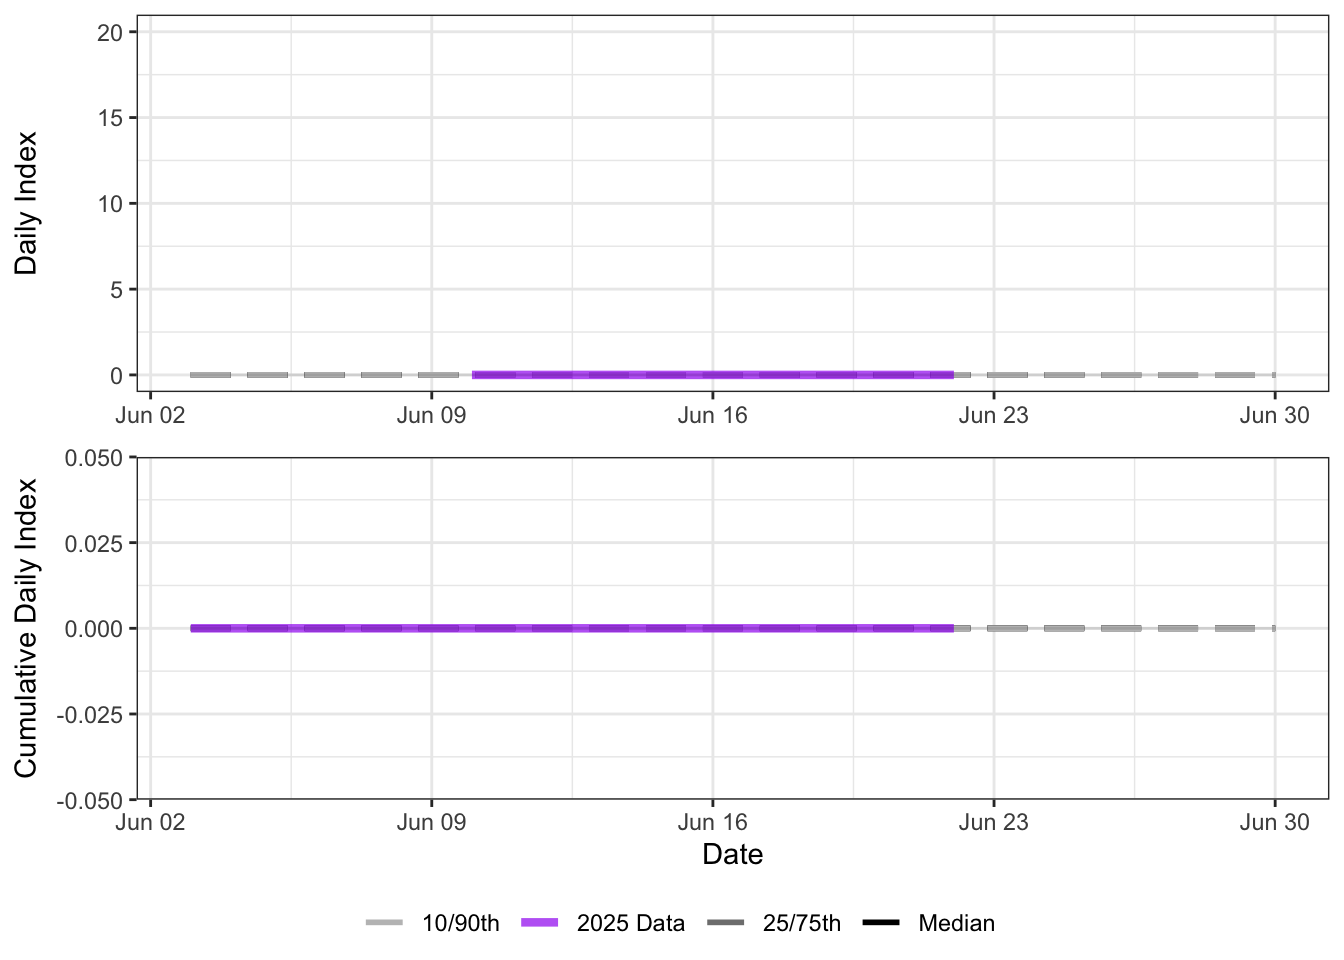 20
15
10
5
0
Daily Index
Jun 02 Jun 09 Jun 16 Jun 23 Jun 30
0.050
0.025
0.000
-0.025
-0.050
Cumulative Daily Index
Jun 02 Jun 09 Jun 16 Jun 23 Jun 30
Date
10/90th 2025 Data 25/75th Median